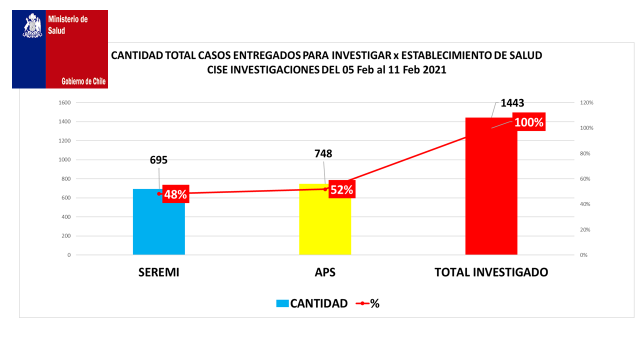 Ministerio de
Salud
Gobierno de Chile
CANTIDAD TOTAL CASOS ENTREGADOS PARA INVESTIGAR x ESTABLECIMIENTO DE SALUD
CISE INVESTIGACIONES DEL 05 Feb al 11 Feb 2021
1600
1400
1200
1000
800
600
400
200
0
695
748
1443
48%
52%
100%
120%
100%
80%
60%
40%
20%
0%
SEREMI
APS
TOTAL INVESTIGADO
CANTIDAD
%